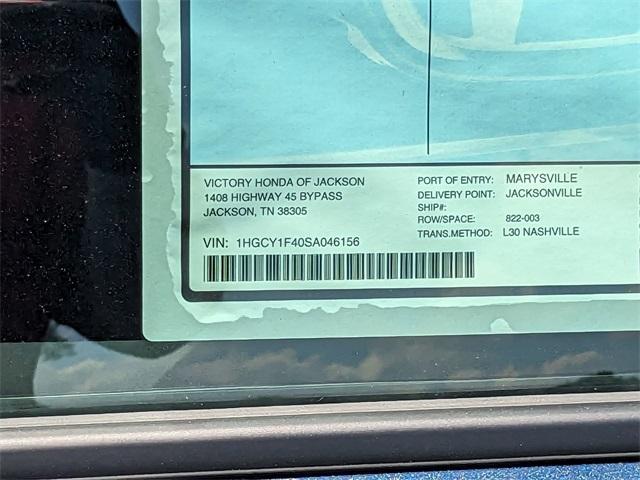 VICTORY HONDA OF JACKSON
1408 HIGHWAY 45 BYPASS
JACKSON, TN 38305
VIN: 1HGCY1F40SA046156
PORT OF ENTRY: MARYSVILLE
DELIVERY POINT: JACKSONVILLE
SHIP#:
ROW/SPACE: 822-003
TRANS.METHOD: L30 NASHVILLE